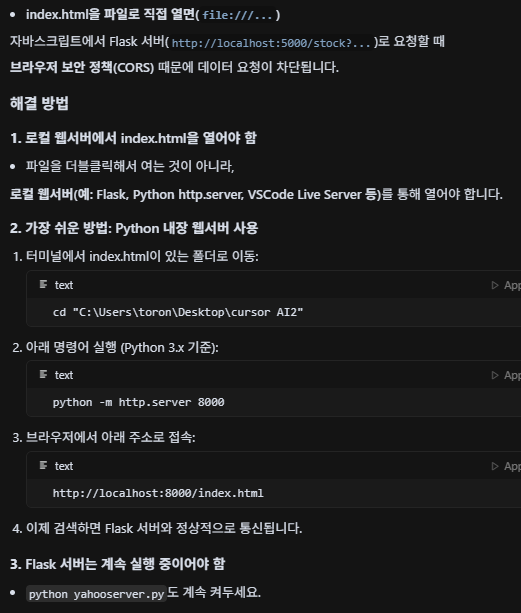 • index.html을 파일로 직접 열면( file:///... )
자바스크립트에서 Flask 서버( http://localhost:5000/stock?... )로 요청할 때
브라우저 보안 정책(CORS) 때문에 데이터 요청이 차단됩니다.
해결 방법
1. 로컬 웹서버에서 index.html을 열어야 함
• 파일을 더블클릭해서 여는 것이 아니라,
로컬 웹서버(예: Flask, Python http.server, VSCode Live Server 등)를 통해 열어야 합니다.
2. 가장 쉬운 방법: Python 내장 웹서버 사용
1. 터미널에서 index.html이 있는 폴더로 이동:
text
App
cd "C:\Users\toron\Desktop\cursor AI2"
2. 아래 명령어 실행 (Python 3.x 기준):
text
App
python -m http.server 8000
3. 브라우저에서 아래 주소로 접속:
text
App
http://localhost:8000/index.html
4. 이제 검색하면 Flask 서버와 정상적으로 통신됩니다.
3. Flask 서버는 계속 실행 중이어야 함
• python yahooserver.py도 계속 켜두세요.